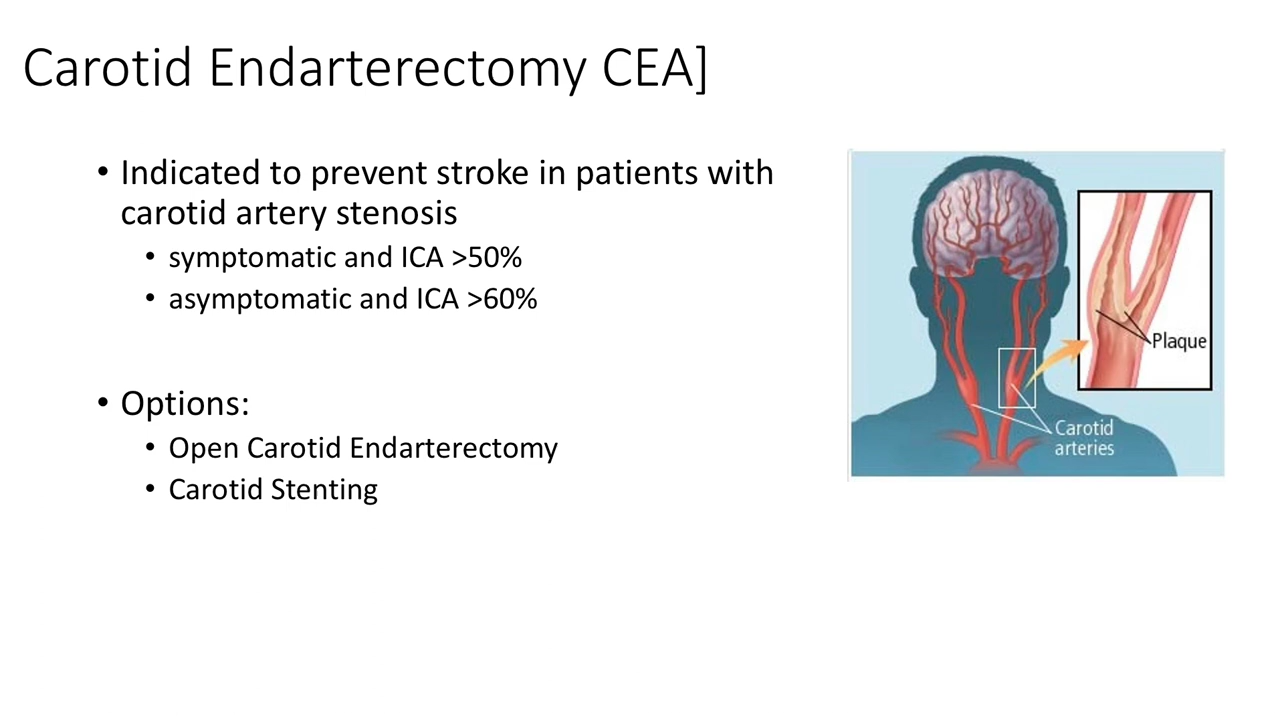 Carotid Endarterectomy CEA]
• Indicated to prevent stroke in patients with
carotid artery stenosis
• symptomatic and ICA >50%
• asymptomatic and ICA >60%
• Options:
• Open Carotid Endarterectomy
• Carotid Stenting
Plaque
Carotid
arteries